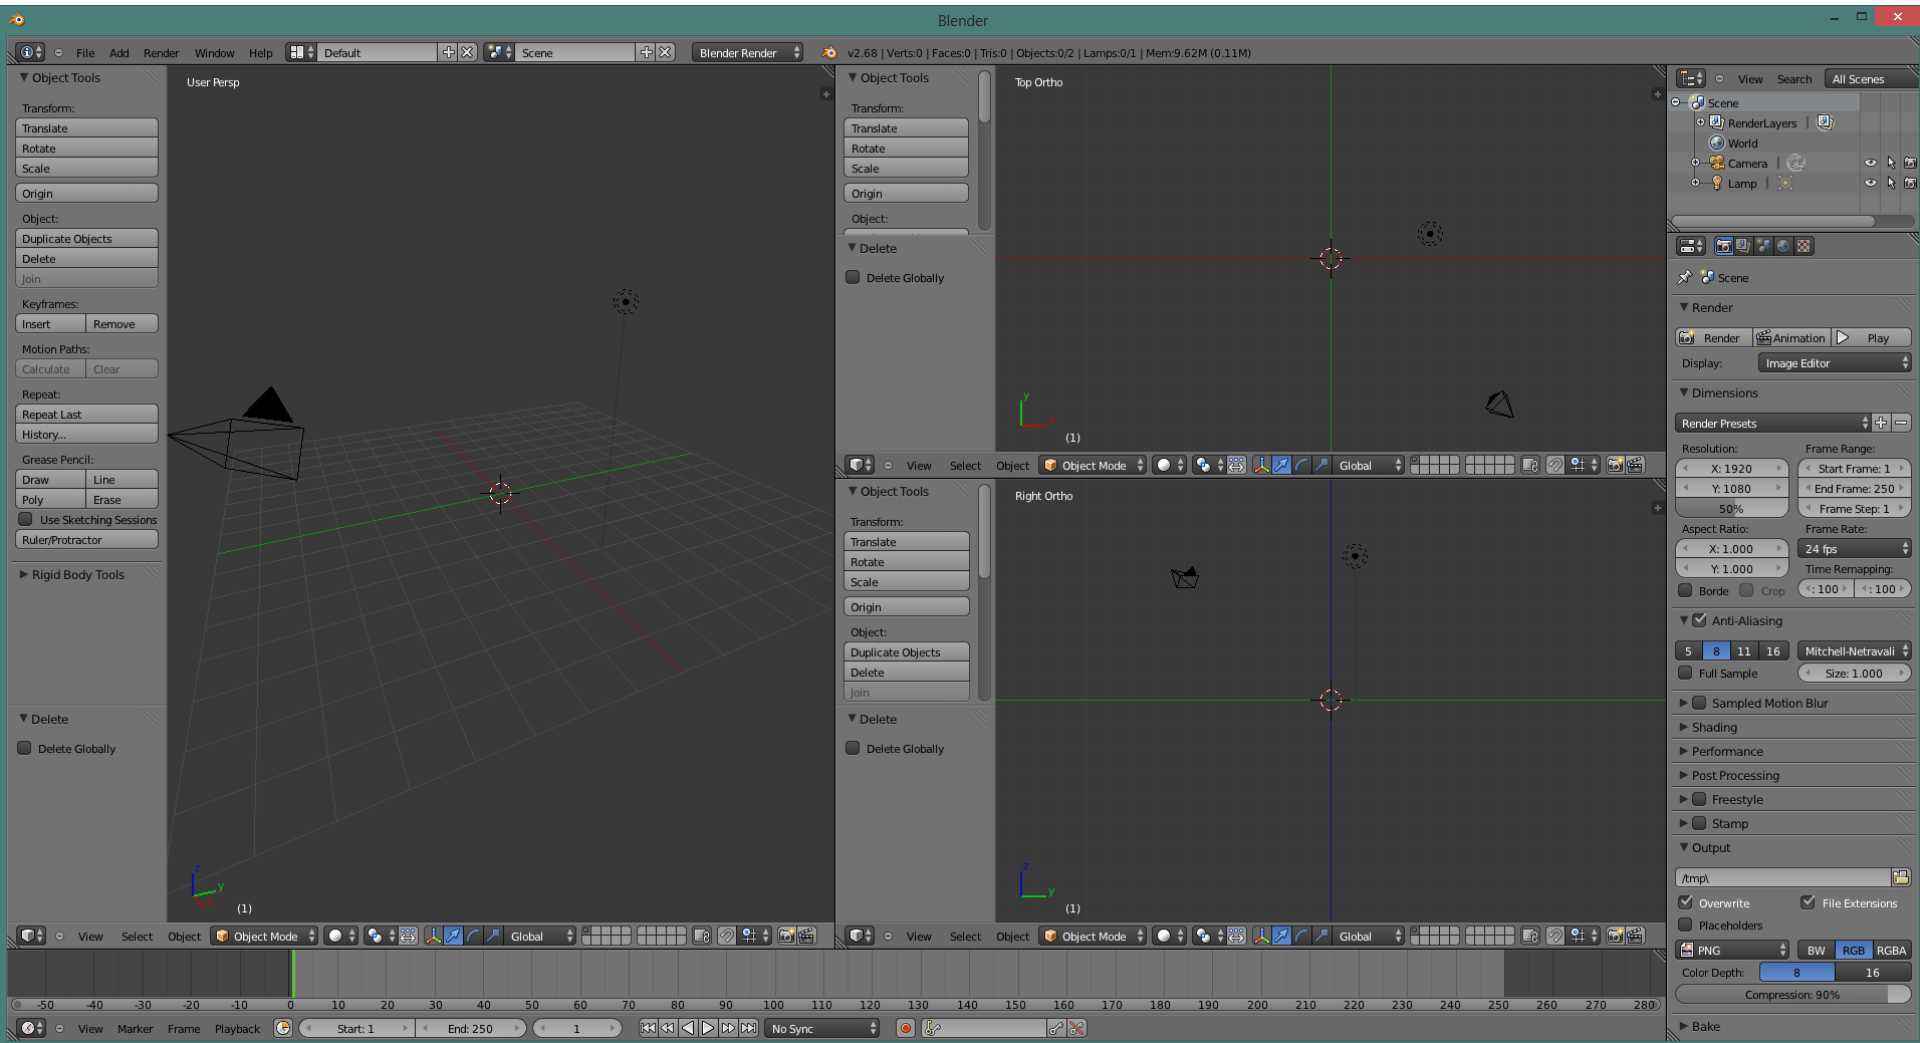 Blender
File Add Render Window Help Default Scene Blender Render v2.68 | Verts:0 | Faces:0 | Tris:0 | Objects:0/2 | Lamps:0/1 | Mem:9.62M (0.11M)
Object Tools
Transform:
Translate
Rotate
Scale
Origin
Object:
Duplicate Objects
Delete
Join
Keyframes:
Insert Remove
Motion Paths:
Calculate Clear
Repeat:
Repeat Last
History...
Grease Pencil:
Draw Line
Poly Erase
Use Sketching Sessions
Ruler/Protractor
Rigid Body Tools
Delete
Delete Globally
User Persp
z
y
x
(1)
View Select Object Object Mode Global
Object Tools
Transform:
Translate
Rotate
Scale
Origin
Object:
Delete
Delete Globally
Top Ortho
y
x
(1)
View Select Object Object Mode Global
Object Tools
Transform:
Translate
Rotate
Scale
Origin
Object:
Duplicate Objects
Delete
Join
Delete
Delete Globally
Right Ortho
z
y
(1)
View Select Object Object Mode Global
View Search All Scenes
Scene
RenderLayers |
World
Camera |
Lamp |
Scene
Render
Render Animation Play
Display: Image Editor
Dimensions
Render Presets
Resolution: Frame Range:
X: 1920 Start Frame: 1
Y: 1080 End Frame: 250
50% Frame Step: 1
Aspect Ratio: Frame Rate:
X: 1.000 24 fps
Y: 1.000 Time Remapping:
Borde Crop : 100 : 100
Anti-Aliasing
5 8 11 16 Mitchell-Netravali
Full Sample Size: 1.000
Sampled Motion Blur
Shading
Performance
Post Processing
Freestyle
Stamp
Output
/tmp\
Overwrite File Extensions
Placeholders
PNG BW RGB RGBA
Color Depth: 8 16
Compression: 90%
Bake
-50 -40 -30 -20 -10 0 10 20 30 40 50 60 70 80 90 100 110 120 130 140 150 160 170 180 190 200 210 220 230 240 250 260 270 280
View Marker Frame Playback Start: 1 End: 250 1 No Sync